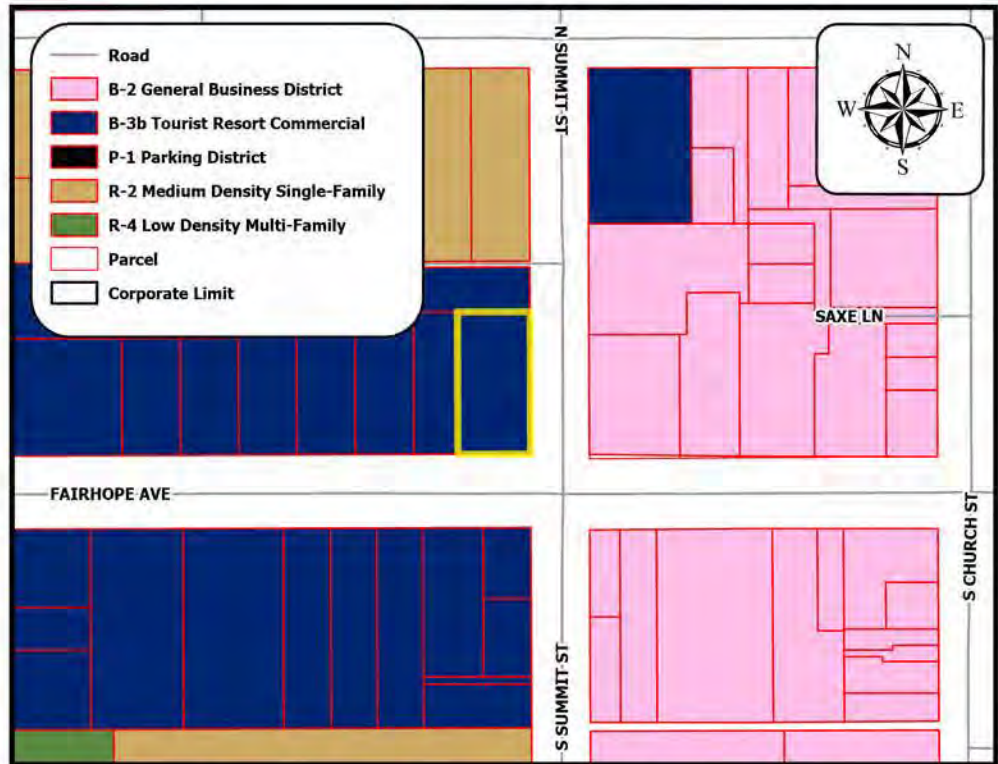 Road
B-2 General Business District
B-3b Tourist Resort Commercial
P-1 Parking District
R-2 Medium Density Single-Family
R-4 Low Density Multi-Family
Parcel
Corporate Limit
N SUMMIT ST
N
W E
S
SAXE LN
FAIRHOPE AVE
S SUMMIT ST
S CHURCH ST